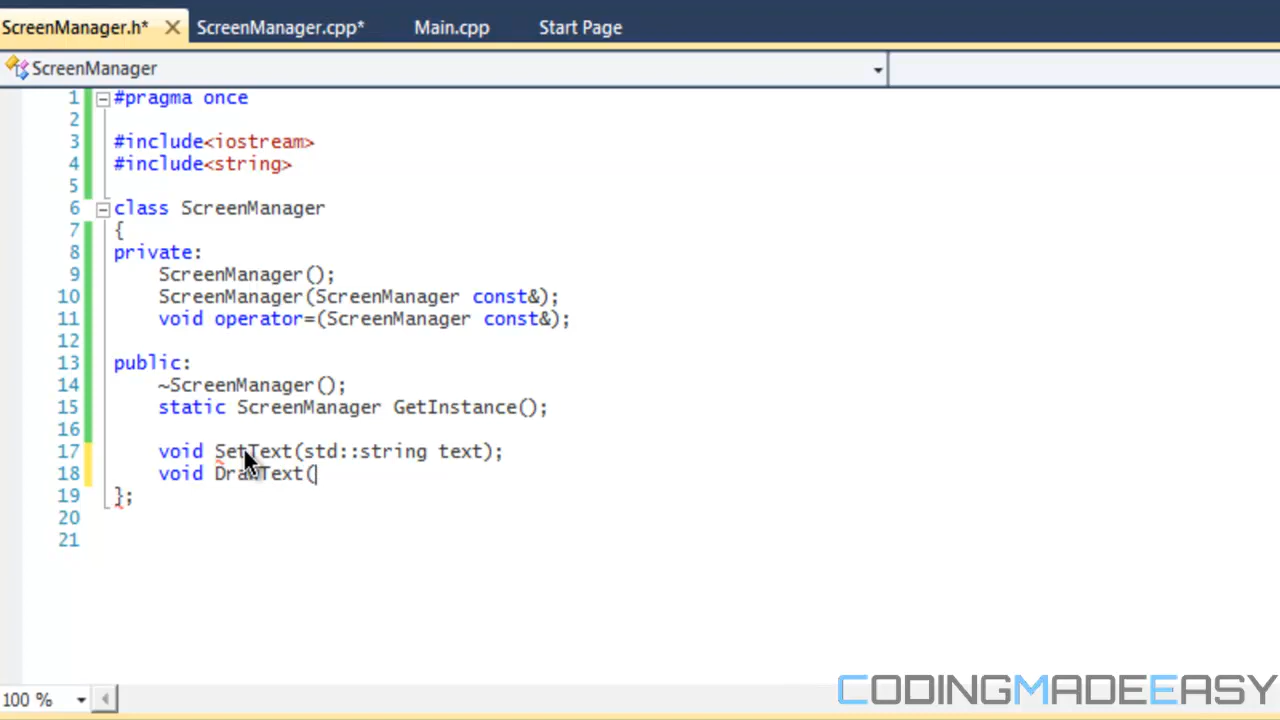 ScreenManager.h* ScreenManager.cpp* Main.cpp Start Page
ScreenManager
1 #pragma once
2
3 #include<iostream>
4 #include<string>
5
6 class ScreenManager
7 {
8 private:
9 ScreenManager();
10 ScreenManager(ScreenManager const&);
11 void operator=(ScreenManager const&);
12
13 public:
14 ~ScreenManager();
15 static ScreenManager GetInstance();
16
17 void SetText(std::string text);
18 void DrawText(
19 };
20
21
100 %
CODINGMADEEASY